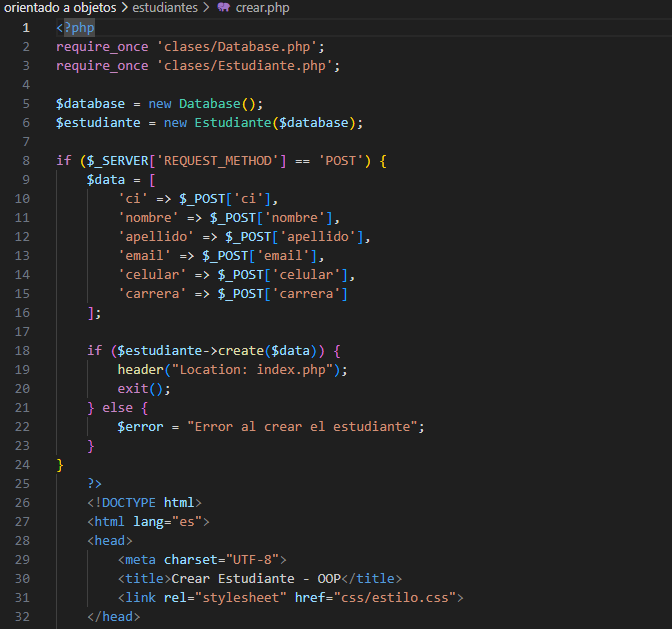 orientado a objetos > estudiantes > crear.php
1 <?php
2 require_once 'clases/Database.php';
3 require_once 'clases/Estudiante.php';
4
5 $database = new Database();
6 $estudiante = new Estudiante($database);
7
8 if ($_SERVER['REQUEST_METHOD'] == 'POST') {
9     $data = [
10         'ci' => $_POST['ci'],
11         'nombre' => $_POST['nombre'],
12         'apellido' => $_POST['apellido'],
13         'email' => $_POST['email'],
14         'celular' => $_POST['celular'],
15         'carrera' => $_POST['carrera']
16     ];
17
18     if ($estudiante->create($data)) {
19         header("Location: index.php");
20         exit();
21     } else {
22         $error = "Error al crear el estudiante";
23     }
24 }
25     ?>
26     <!DOCTYPE html>
27     <html lang="es">
28     <head>
29         <meta charset="UTF-8">
30         <title>Crear Estudiante - OOP</title>
31         <link rel="stylesheet" href="css/estilo.css">
32     </head>